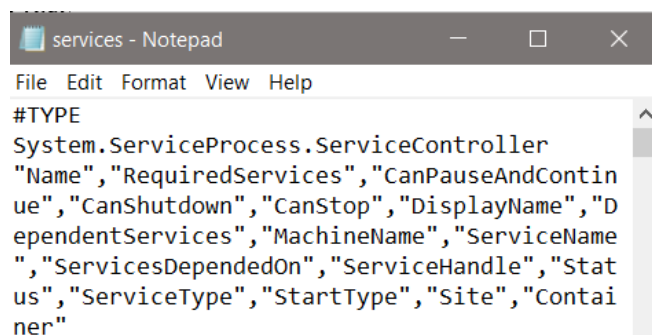 services - Notepad
File Edit Format View Help
#TYPE
System.ServiceProcess.ServiceController
"Name","RequiredServices","CanPauseAndContin
ue","CanShutdown","CanStop","DisplayName","D
ependentServices","MachineName","ServiceName
","ServicesDependedOn","ServiceHandle","Stat
us","ServiceType","StartType","Site","Contai
ner"